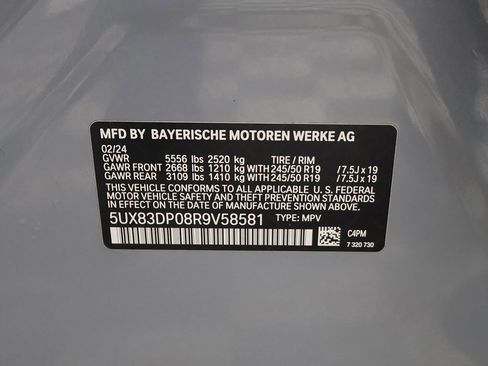 MFD BY BAYERISCHE MOTOREN WERKE AG
02/24
GVWR 5556 lbs 2520 kg TIRE / RIM
GAWR FRONT 2668 lbs 1210 kg WITH 245/50 R19 / 7.5J x 19
GAWR REAR 3109 lbs 1410 kg WITH 245/50 R19 / 7.5J x 19
THIS VEHICLE CONFORMS TO ALL APPLICABLE U. S. FEDERAL
MOTOR VEHICLE SAFETY AND THEFT PREVENTION STANDARDS
IN EFFECT ON THE DATE OF MANUFACTURE SHOWN ABOVE.
5UX83DP08R9V58581 TYPE: MPV
C4PM
7 320 730